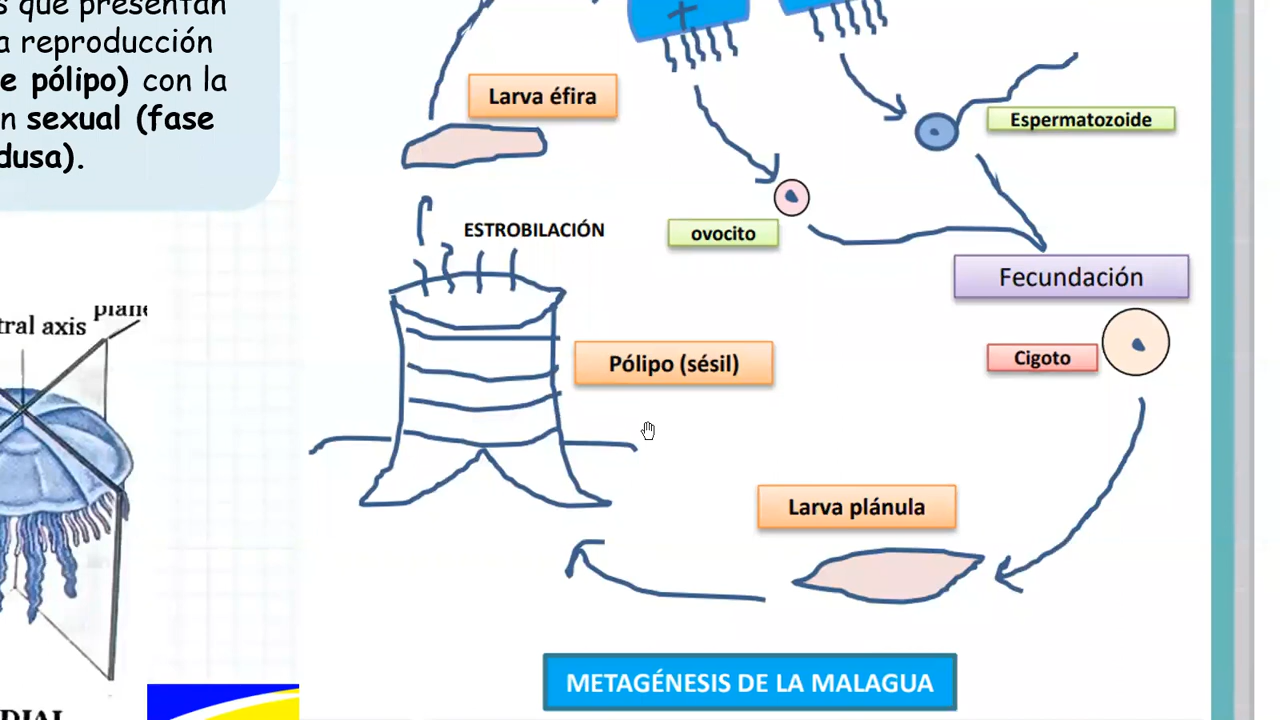 s que presentan
a reproducción
e pólipo) con la
n sexual (fase
dusa).
tral axis
plane
Larva éfira
ESTROBILACIÓN
Espermatozoide
ovocito
Fecundación
Cigoto
Pólipo (sésil)
Larva plánula
METAGÉNESIS DE LA MALAGUA